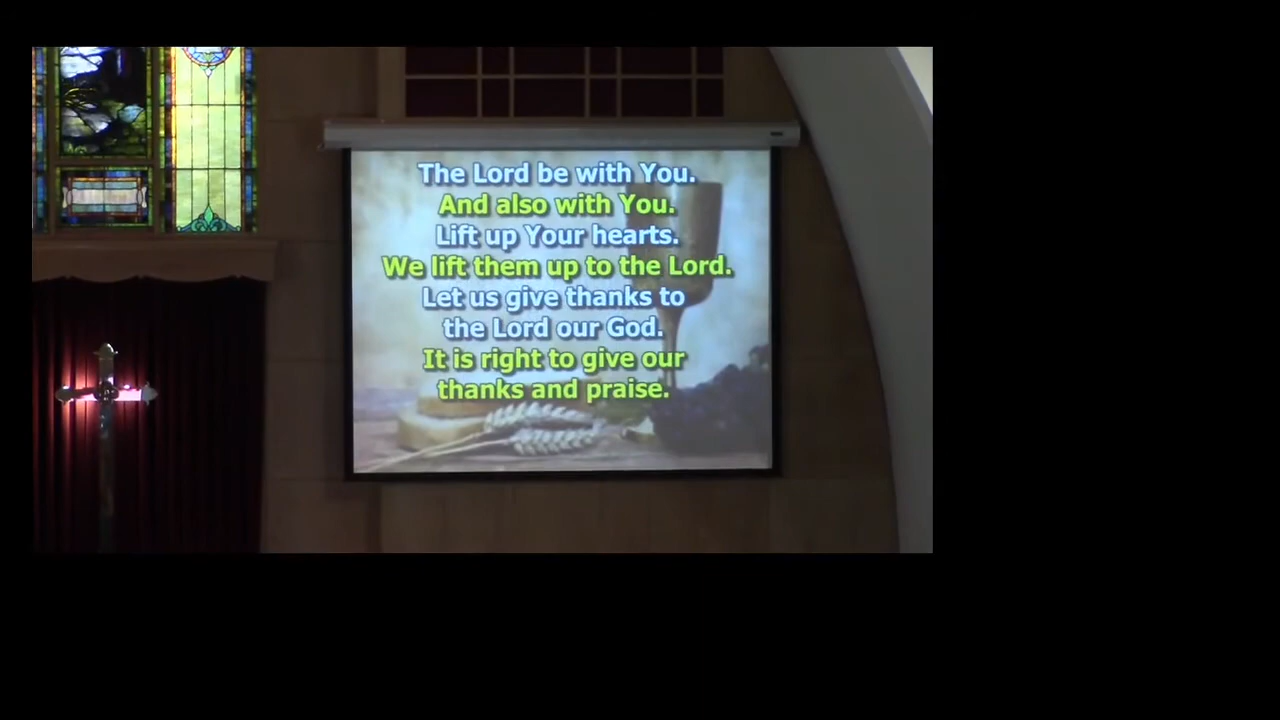 The Lord be with You.
And also with You.
Lift up Your hearts.
We lift them up to the Lord.
Let us give thanks to
the Lord our God.
It is right to give our
thanks and praise.